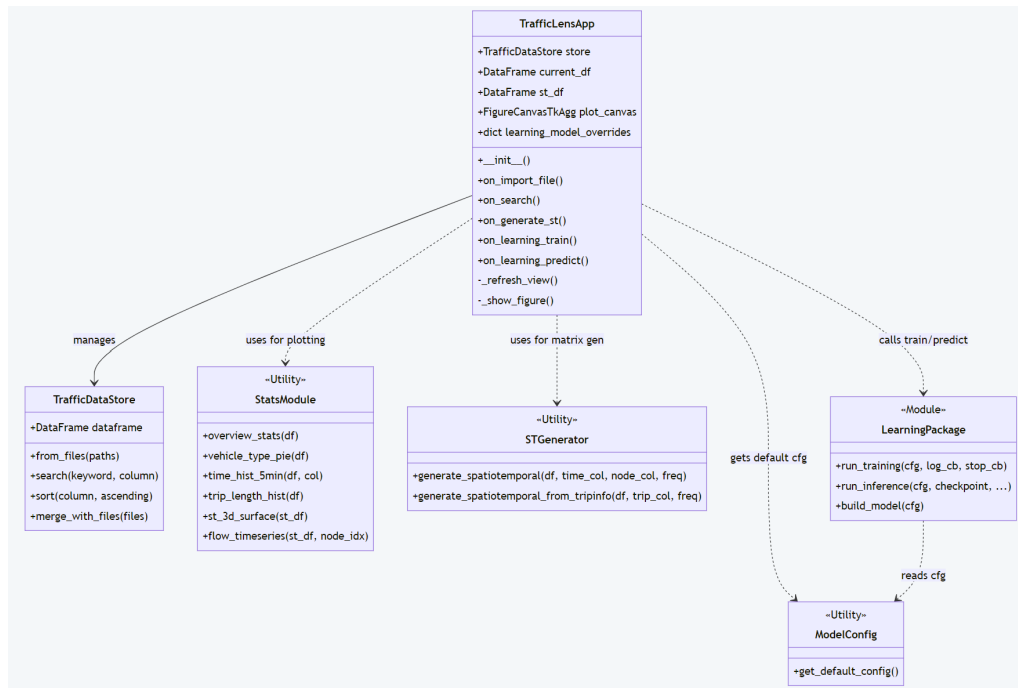 TrafficLensApp
+TrafficDataStore store
+DataFrame current_df
+DataFrame st_df
+FigureCanvasTkAgg plot_canvas
+dict learning_model_overrides
+__init__()
+on_import_file()
+on_search()
+on_generate_st()
+on_learning_train()
+on_learning_predict()
-_refresh_view()
-_show_figure()
manages
uses for plotting
uses for matrix gen
calls train/predict
gets default cfg
reads cfg
TrafficDataStore
+DataFrame dataframe
+from_files(paths)
+search(keyword, column)
+sort(column, ascending)
+merge_with_files(files)
«Utility»
StatsModule
+overview_stats(df)
+vehicle_type_pie(df)
+time_hist_5min(df, col)
+trip_length_hist(df)
+st_3d_surface(st_df)
+flow_timeseries(st_df, node_idx)
«Utility»
STGenerator
+generate_spatiotemporal(df, time_col, node_col, freq)
+generate_spatiotemporal_from_tripinfo(df, trip_col, freq)
«Module»
LearningPackage
+run_training(cfg, log_cb, stop_cb)
+run_inference(cfg, checkpoint, ...)
+build_model(cfg)
«Utility»
ModelConfig
+get_default_config()